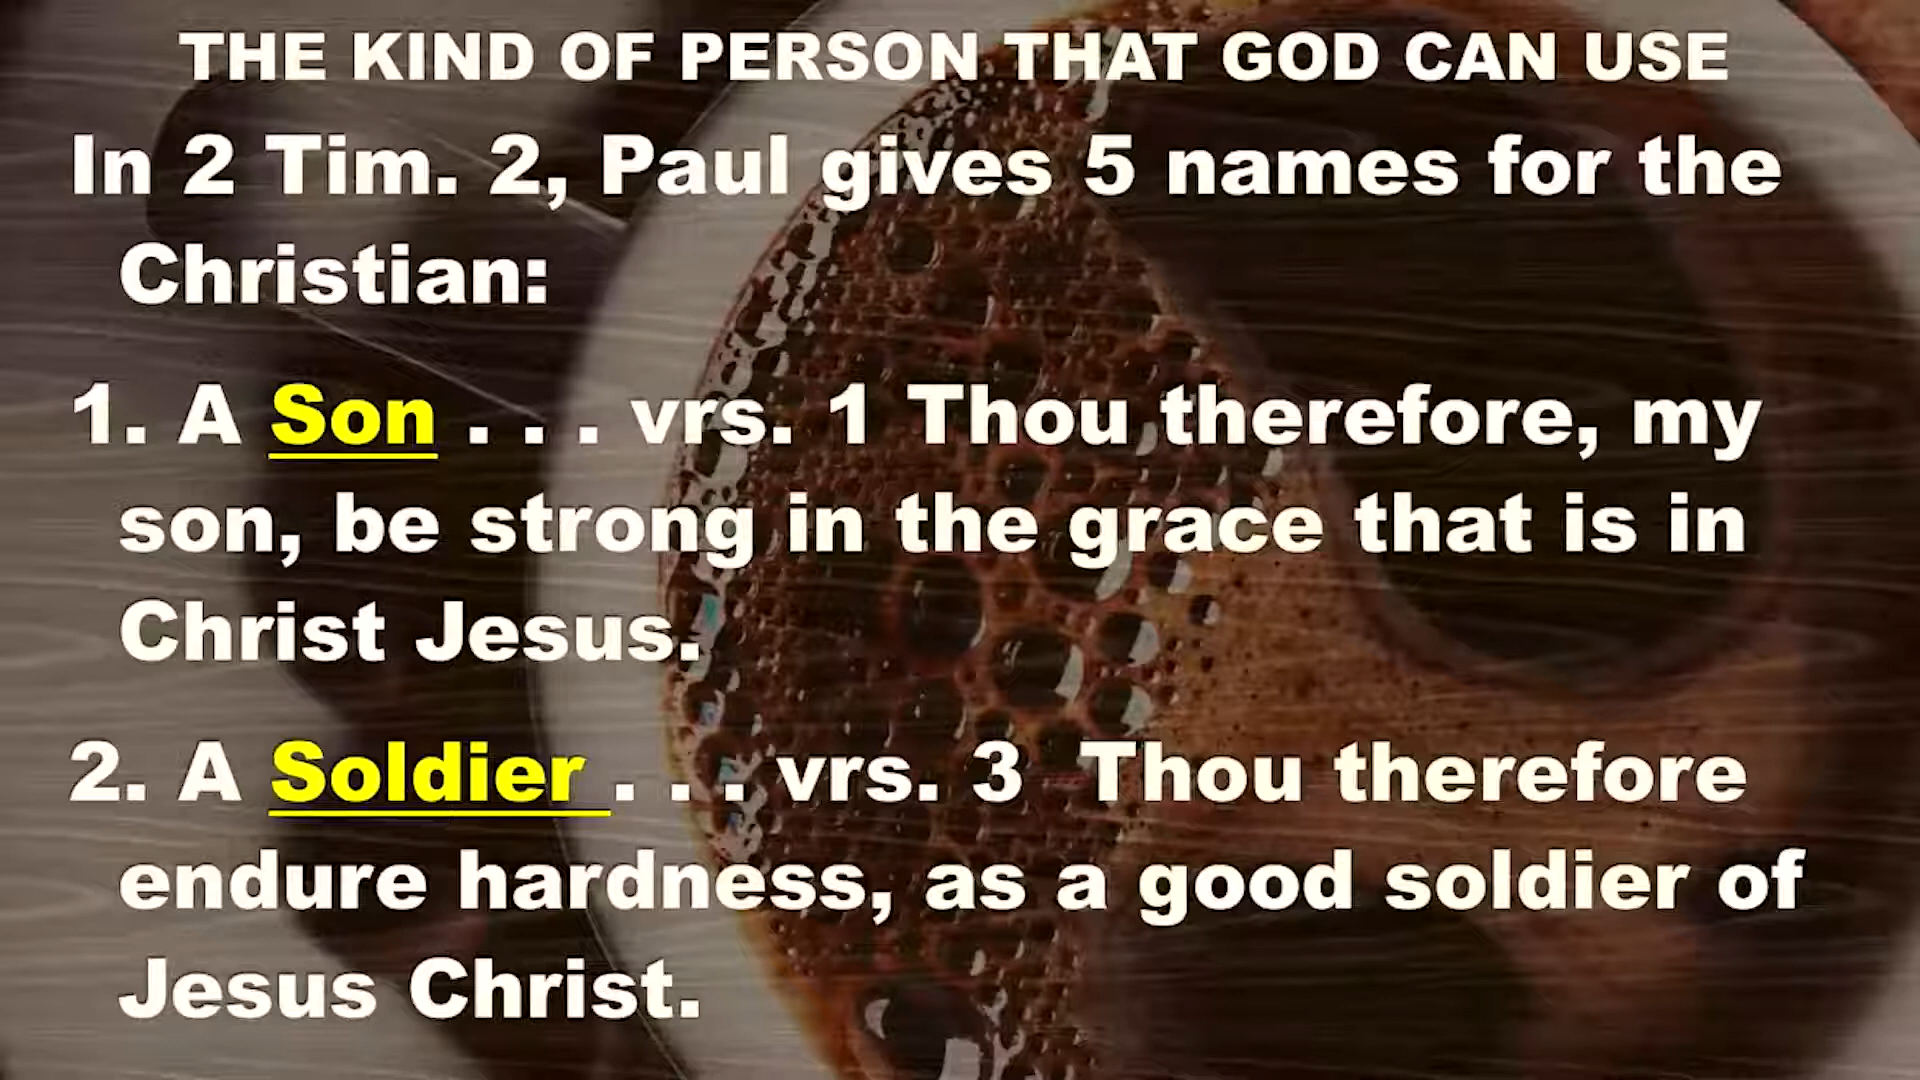 THE KIND OF PERSON THAT GOD CAN USE
In 2 Tim. 2, Paul gives 5 names for the
Christian:
1. A Son . . . vrs. 1 Thou therefore, my
son, be strong in the grace that is in
Christ Jesus.
2. A Soldier . . . vrs. 3 Thou therefore
endure hardness, as a good soldier of
Jesus Christ.